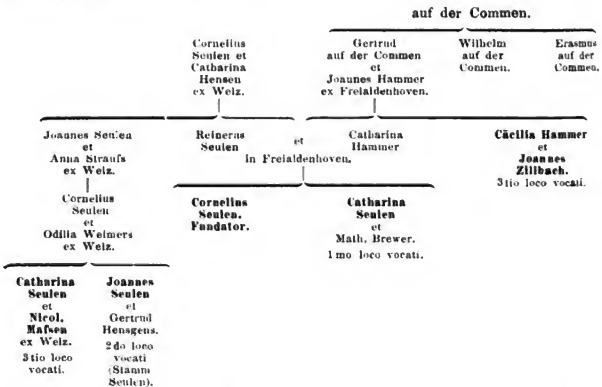 auf der Commen.
Cornelius
Seulen et
Catharina
Hensen
ex Welz.
Gertrud
auf der Commen
et
Joannes Hammer
ex Freialdenhoven.
Wilhelm
auf der
Commen.
Erasmus
auf der
Commen.
Joannes Seulen
et
Anna Straufs
ex Welz.
Reinerus
Seulen
et
Catharina
Hammer
in Freialdenhoven.
Cäcilia Hammer
et
Joannes
Zillbach.
3tio loco vocati.
Cornelius
Seulen
et
Odilia Weimers
ex Welz.
Cornelius
Seulen.
Fundator.
Catharina
Seulen
et
Math. Brewer.
1mo loco vocati.
Catharina
Seulen
et
Nicol.
Mafsen
ex Welz.
3tio loco
vocati.
Joannes
Seulen
et
Gertrud
Hensgens.
2do loco
vocati
(Stamm
Seulen).